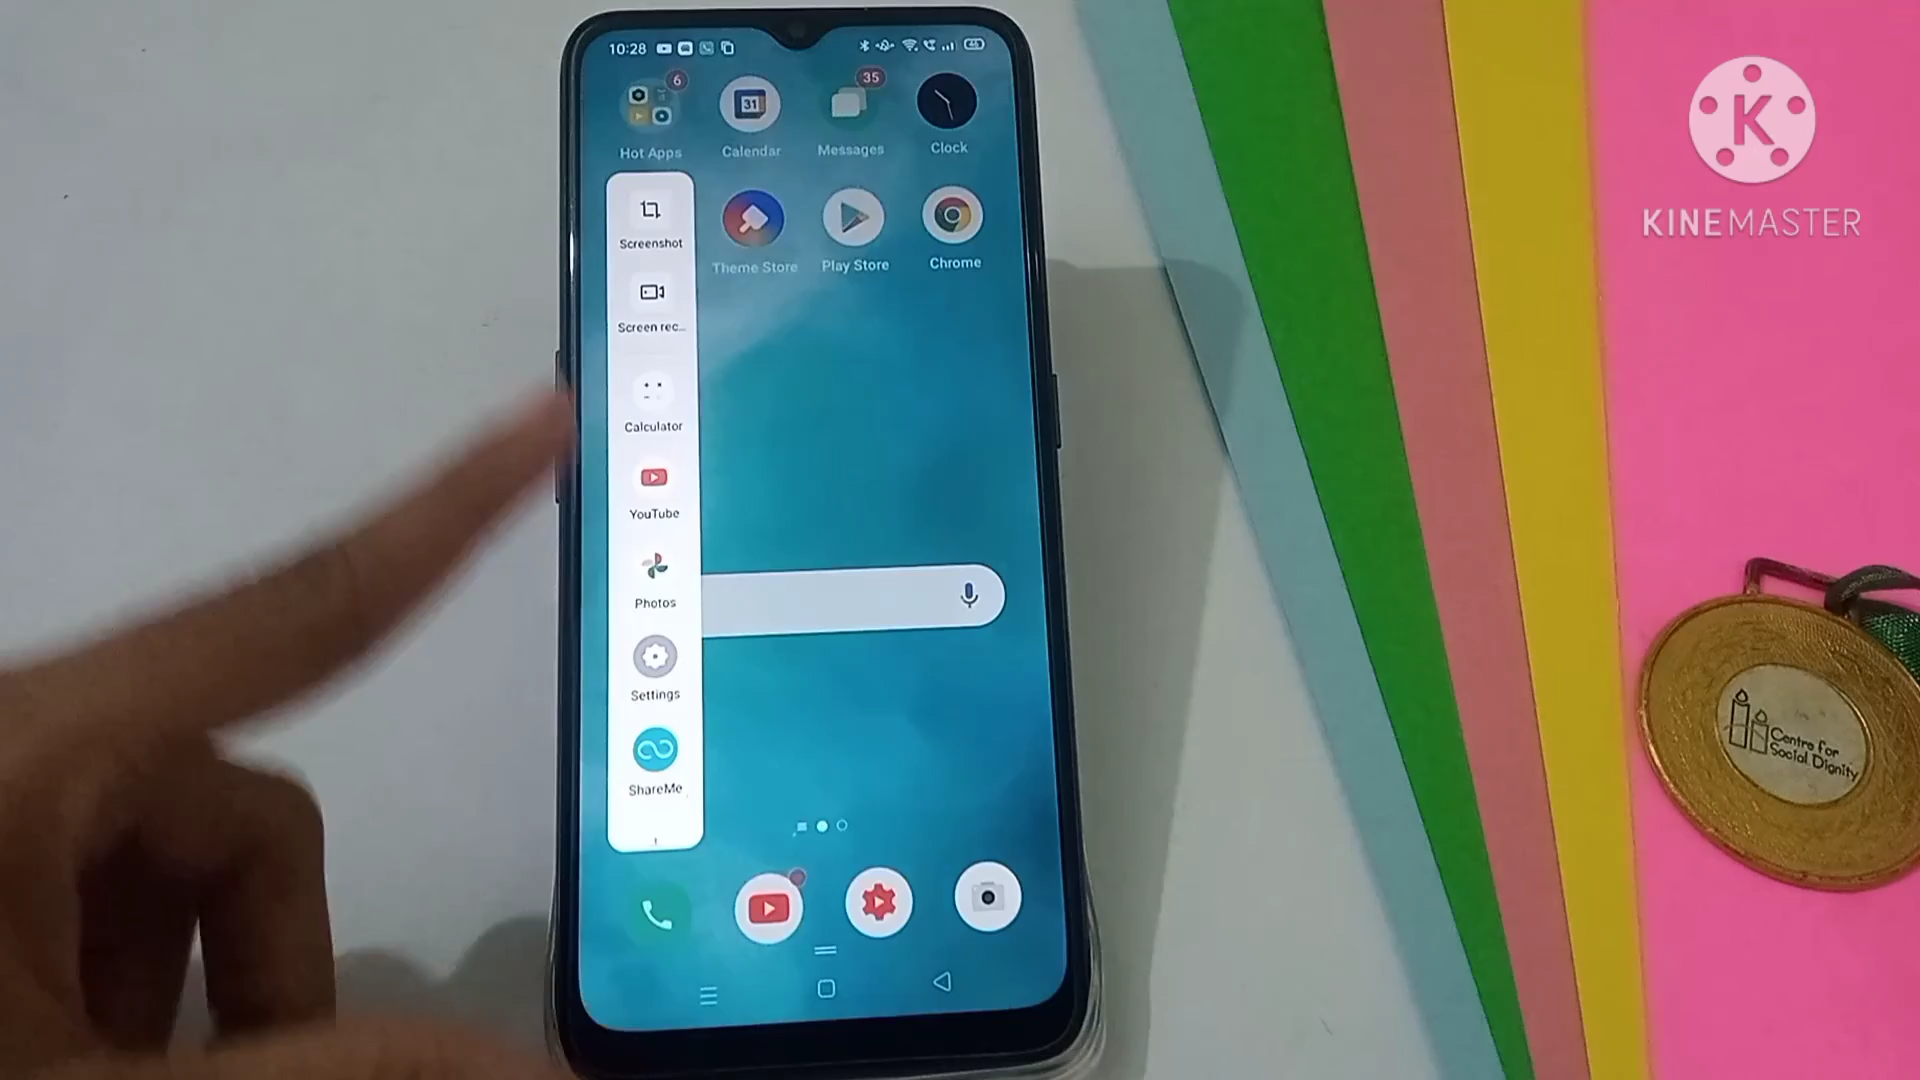 10:28
6
35
31
46
Hot Apps
Calendar
Messages
Clock
Theme Store
Play Store
Chrome
Screenshot
Screen rec...
Calculator
YouTube
Photos
Settings
ShareMe
K
KINEMASTER
Centre for
Social Dignity